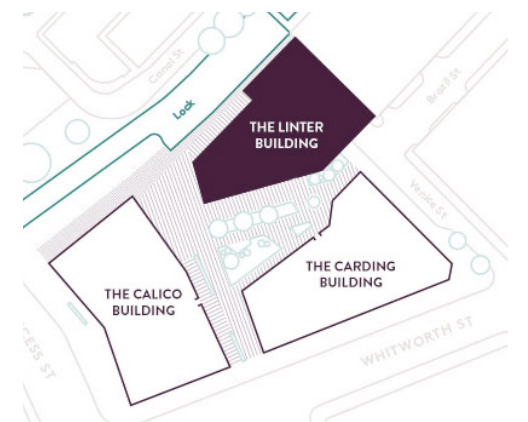 Canal St
Lock
THE LINTER
BUILDING
Brazil St
Venice St
THE CARDING
BUILDING
THE CALICO
BUILDING
CESS ST
WHITWORTH ST